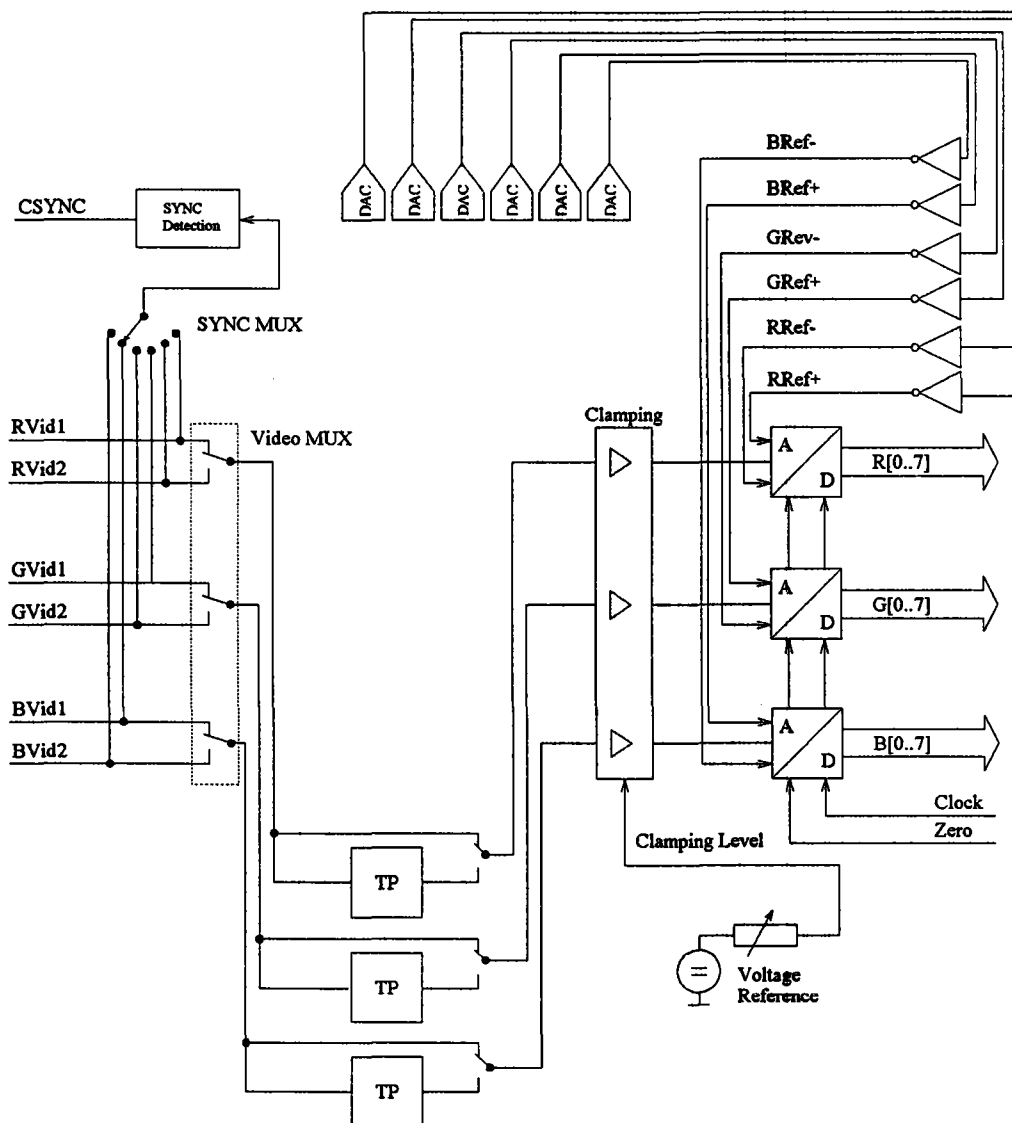 DAC
DAC
DAC
DAC
DAC
DAC
BRef-
BRef+
GRev-
GRef+
RRef-
RRef+
CSYNC
SYNC
Detection
SYNC MUX
RVid1
RVid2
Video MUX
Clamping
A
D
R[0..7]
GVid1
GVid2
A
D
G[0..7]
BVid1
BVid2
A
D
B[0..7]
Clock
Zero
Clamping Level
TP
TP
TP
=
Voltage
Reference